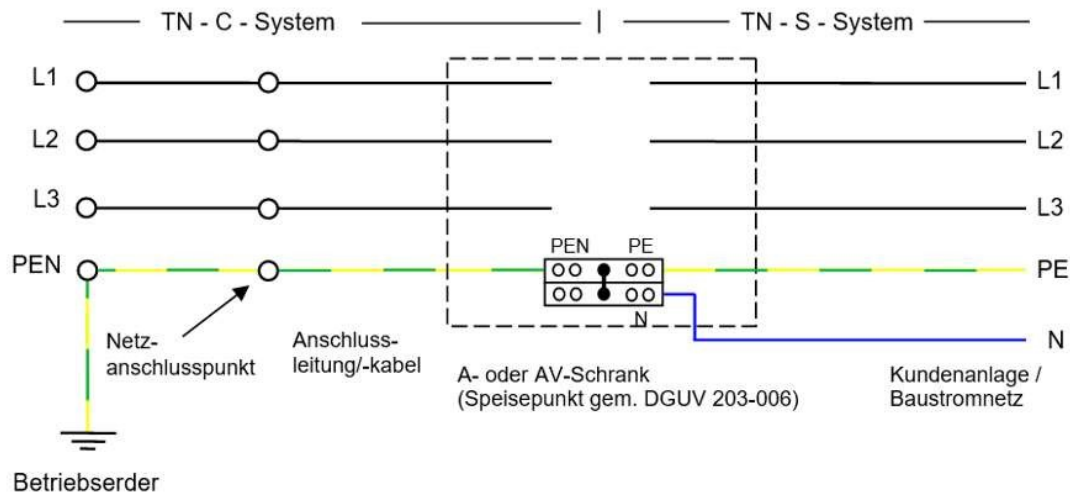 TN - C - System
TN - S - System
L1
L1
L2
L2
L3
L3
PEN
PEN
PE
PE
N
N
Netz-
anschlusspunkt
Anschluss-
leitung/-kabel
A- oder AV-Schrank
(Speisepunkt gem. DGUV 203-006)
Kundenanlage /
Baustromnetz
Betriebserder